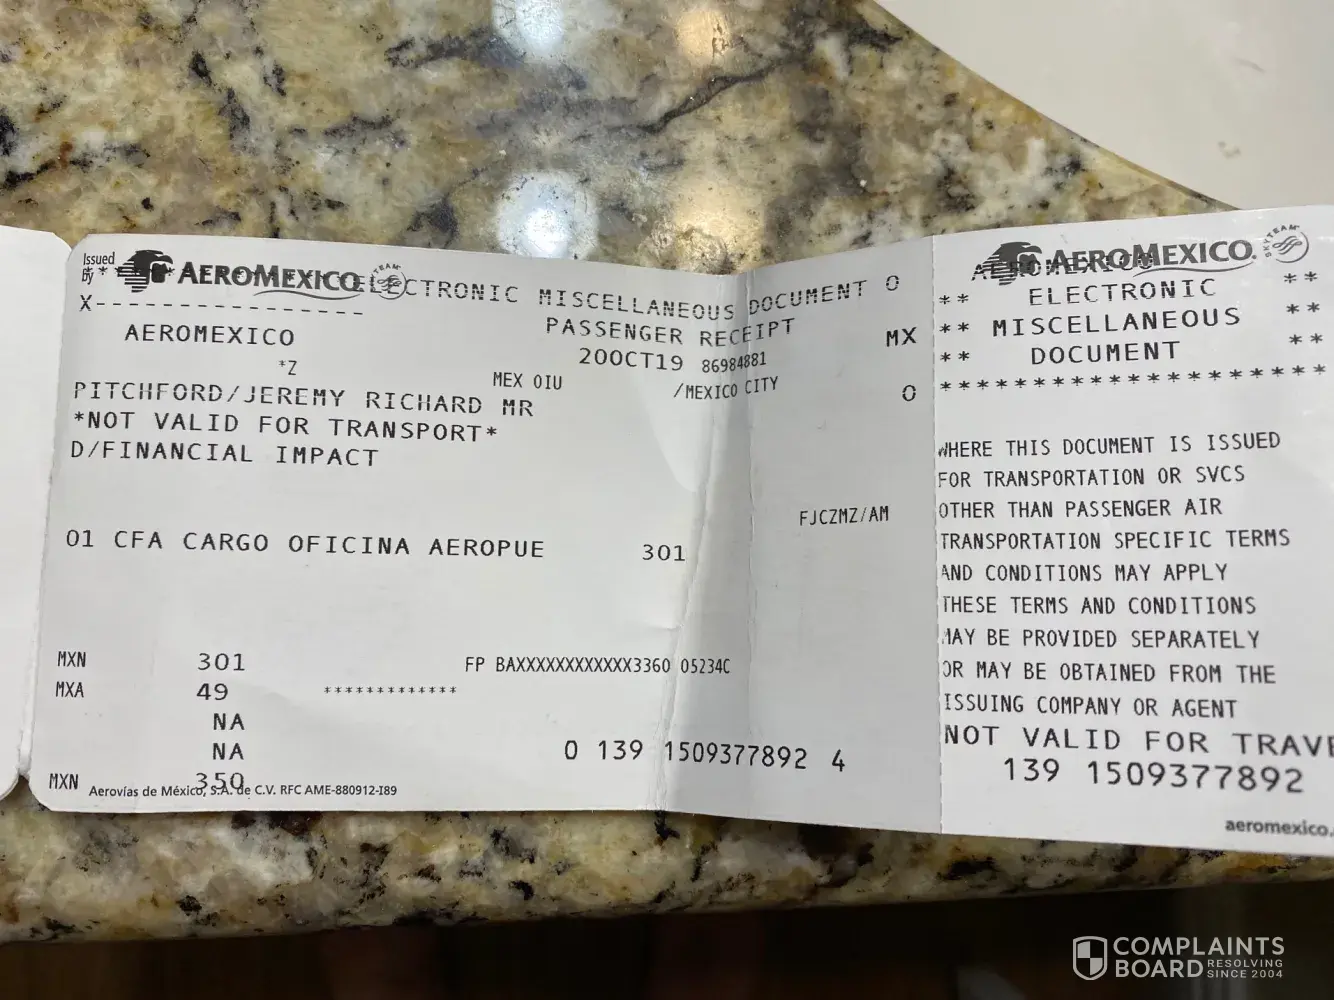 Issued
By
AEROMEXICO
SKYTEAM
ELECTRONIC MISCELLANEOUS DOCUMENT 0
X---------------
PASSENGER RECEIPT
MX
AEROMEXICO
20OCT19 86984881
*Z
MEX OIU /MEXICO CITY
0
PITCHFORD/JEREMY RICHARD MR
*NOT VALID FOR TRANSPORT*
D/FINANCIAL IMPACT
FJCZMZ/AM
01 CFA CARGO OFICINA AEROPUE 301
MXN 301 FP BAXXXXXXXXXXXX3360 05234C
MXA 49 *************
NA
NA
0 139 1509377892 4
MXN 350
Aerovías de México, S.A. de C.V. RFC AME-880912-I89
AEROMEXICO.
AEROMEXICO
SKYTEAM
** ELECTRONIC **
** MISCELLANEOUS **
** DOCUMENT **
*********************
WHERE THIS DOCUMENT IS ISSUED
FOR TRANSPORTATION OR SVCS
OTHER THAN PASSENGER AIR
TRANSPORTATION SPECIFIC TERMS
AND CONDITIONS MAY APPLY
THESE TERMS AND CONDITIONS
MAY BE PROVIDED SEPARATELY
OR MAY BE OBTAINED FROM THE
ISSUING COMPANY OR AGENT
NOT VALID FOR TRAVE
139 1509377892
aeromexico.
COMPLAINTS
BOARD RESOLVING
SINCE 2004